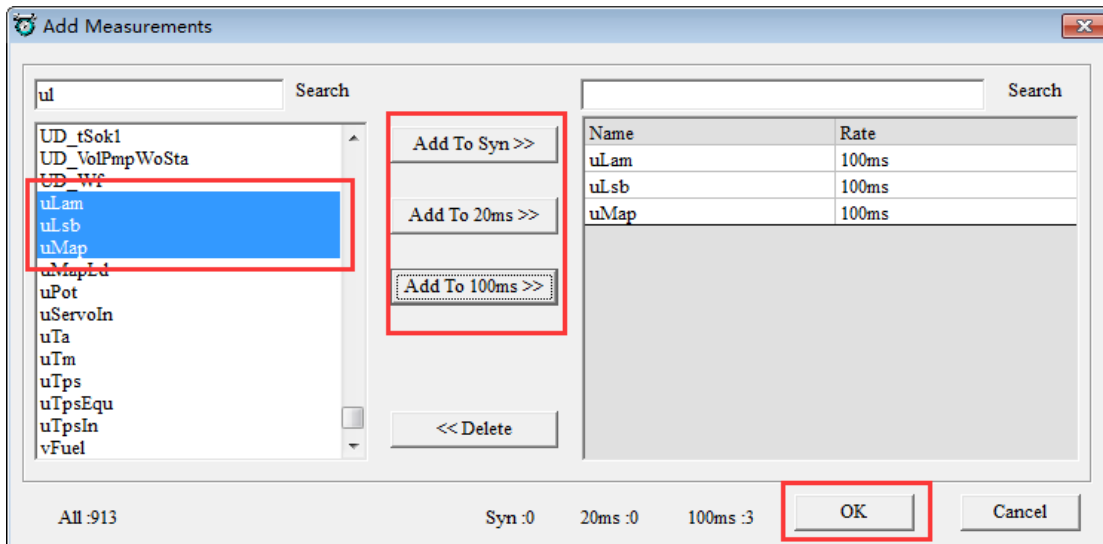 Add Measurements
ul
Search
Search
UD_tSok1
UD_VolPmpWoSta
UD_Wf
uLam
uLsb
uMap
uMapLd
uPot
uServoIn
uTa
uTm
uTps
uTpsEqu
uTpsIn
vFuel
Add To Syn >>
Add To 20ms >>
Add To 100ms >>
<< Delete
Name Rate
uLam 100ms
uLsb 100ms
uMap 100ms
All :913 Syn :0 20ms :0 100ms :3 OK Cancel